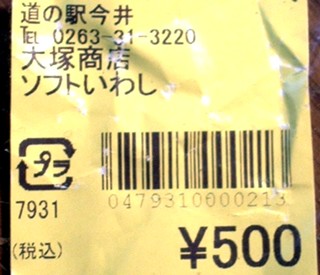 道の駅今井
TEL 0263-31-3220
大塚商店
ソフトいわし
プラ
0479310000213
7931
(税込)
¥500